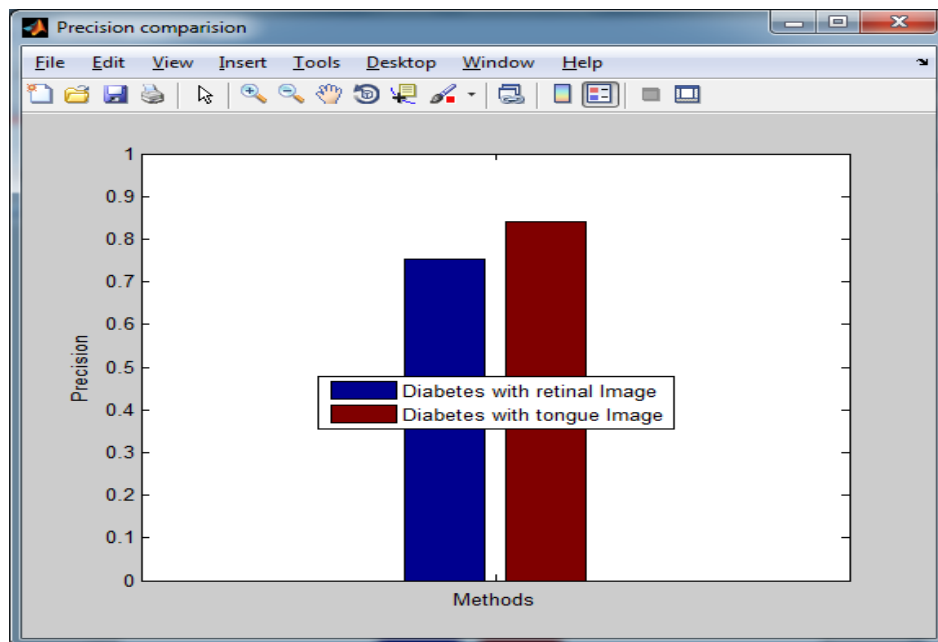 Precision comparision
File Edit View Insert Tools Desktop Window Help
1
0.9
0.8
0.7
0.6
0.5
0.4
0.3
0.2
0.1
0
Precision
Diabetes with retinal Image
Diabetes with tongue Image
Methods